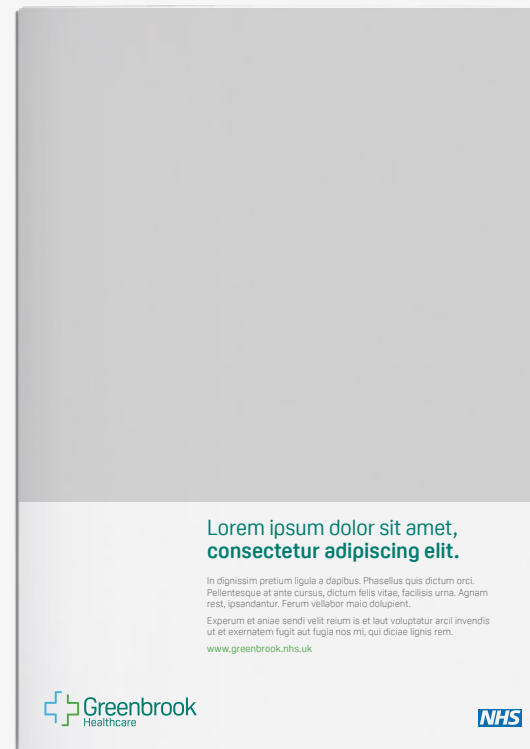 Lorem ipsum dolor sit amet,
consectetur adipiscing elit.
In dignissim pretium ligula a dapibus. Phasellus quis dictum orci.
Pellentesque at ante cursus, dictum felis vitae, facilisis urna. Agnam
rest, ipsandantur. Ferum vellabor maio dolupient.
Experum et aniae sendi velit reium is et laut voluptatur arcil invendis
ut et exernatem fugit aut fugia nos mi, qui diciae lignis rem.
www.greenbrook.nhs.uk
Greenbrook
Healthcare
NHS